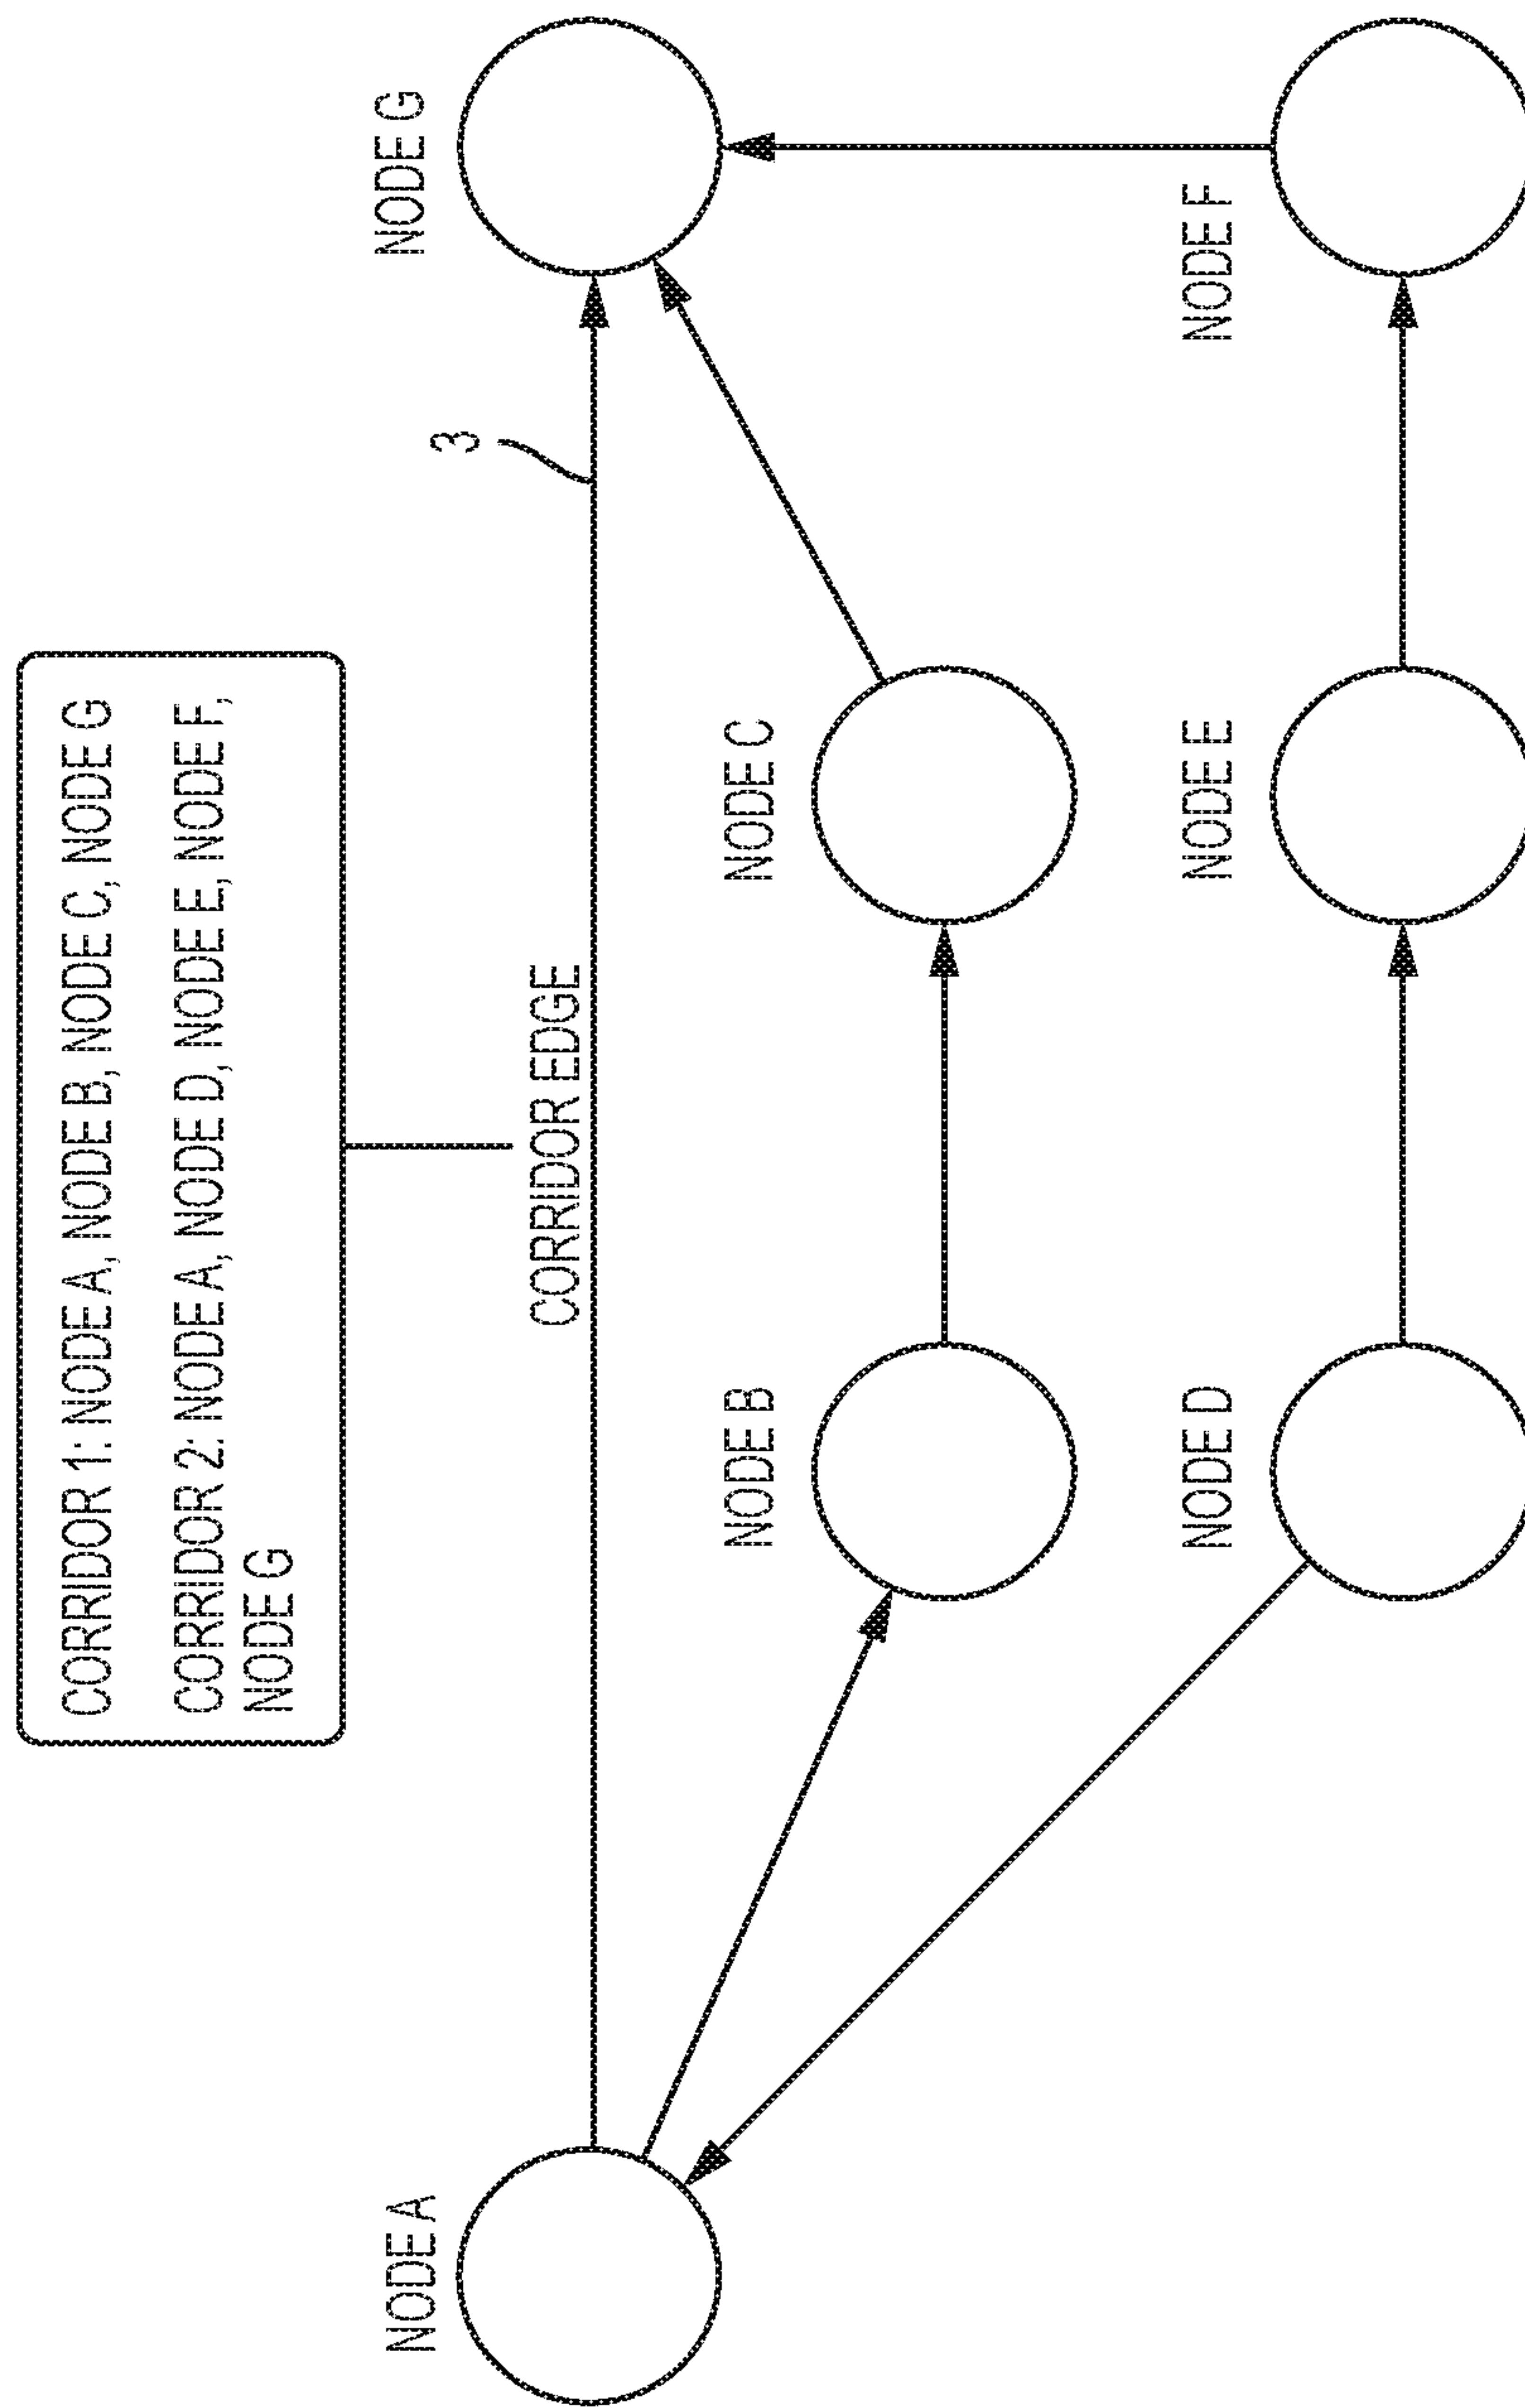 CORRIDOR 1: NODE A, NODE B, NODE C, NODE G
CORRIDOR 2: NODE A, NODE D, NODE E, NODE F,
NODE G
CORRIDOR EDGE
3
NODE A
NODE G
NODE B
NODE C
NODE D
NODE E
NODE F